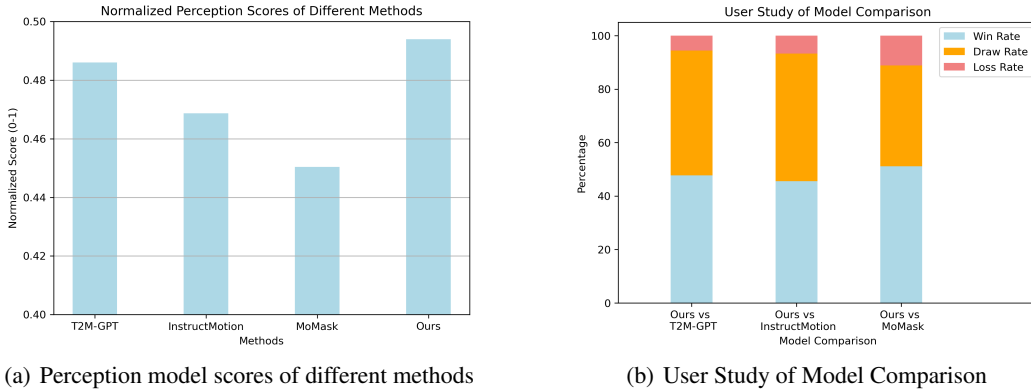 Normalized Perception Scores of Different Methods
0.50
0.48
0.46
0.44
0.42
0.40
Normalized Score (0-1)
T2M-GPT
InstructMotion
MoMask
Ours
Methods
(a) Perception model scores of different methods
User Study of Model Comparison
100
80
60
40
20
0
Percentage
Win Rate
Draw Rate
Loss Rate
Ours vs
T2M-GPT
Ours vs
InstructMotion
Ours vs
MoMask
Model Comparison
(b) User Study of Model Comparison